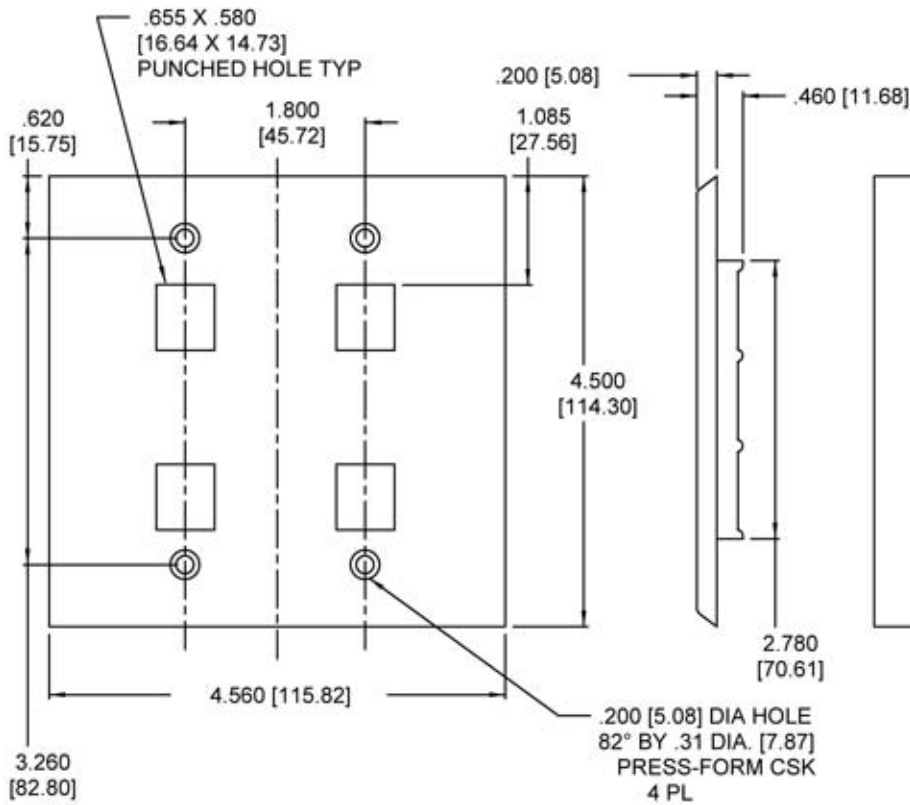 .655 X .580
[16.64 X 14.73]
PUNCHED HOLE TYP
.620
[15.75]
1.800
[45.72]
1.085
[27.56]
.200 [5.08]
.460 [11.68]
4.500
[114.30]
2.780
[70.61]
4.560 [115.82]
3.260
[82.80]
.200 [5.08] DIA HOLE
82° BY .31 DIA. [7.87]
PRESS-FORM CSK
4 PL